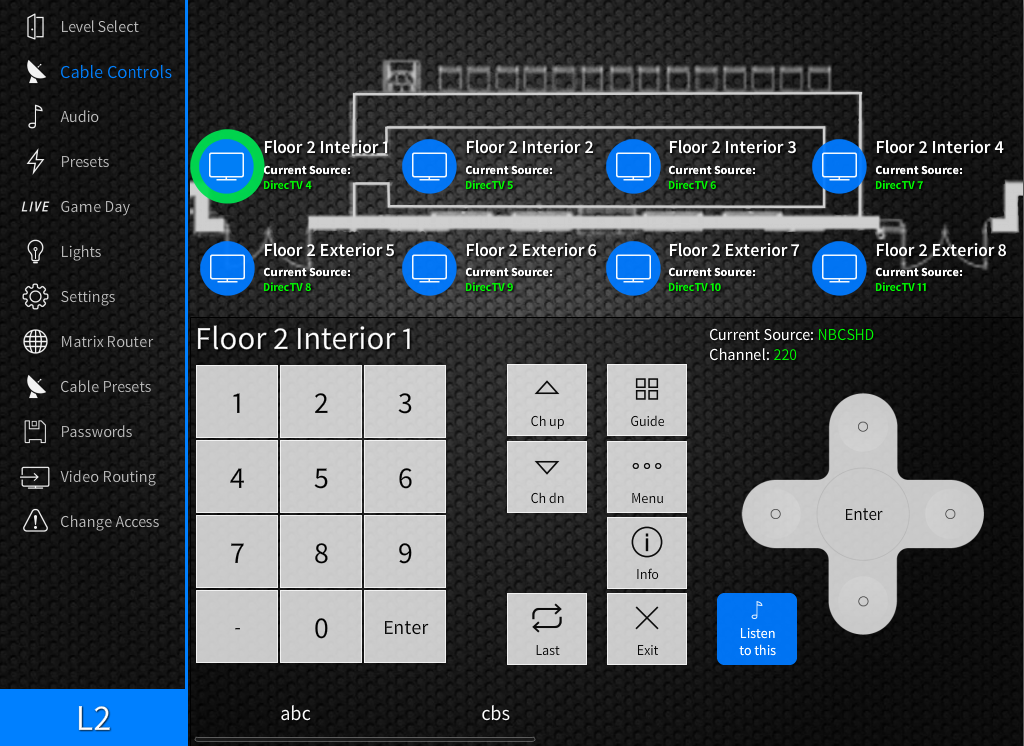 Level Select
Cable Controls
Audio
Presets
LIVE Game Day
Lights
Settings
Matrix Router
Cable Presets
Passwords
Video Routing
Change Access
L2
Floor 2 Interior 1
Current Source:
DirecTV 4
Floor 2 Interior 2
Current Source:
DirecTV 5
Floor 2 Interior 3
Current Source:
DirecTV 6
Floor 2 Interior 4
Current Source:
DirecTV 7
Floor 2 Exterior 5
Current Source:
DirecTV 8
Floor 2 Exterior 6
Current Source:
DirecTV 9
Floor 2 Exterior 7
Current Source:
DirecTV 10
Floor 2 Exterior 8
Current Source:
DirecTV 11
Floor 2 Interior 1
Current Source: NBCSHD
Channel: 220
1 2 3
4 5 6
7 8 9
- 0 Enter
Ch up
Guide
Ch dn
Menu
Info
Last
Exit
Enter
Listen
to this
abc
cbs